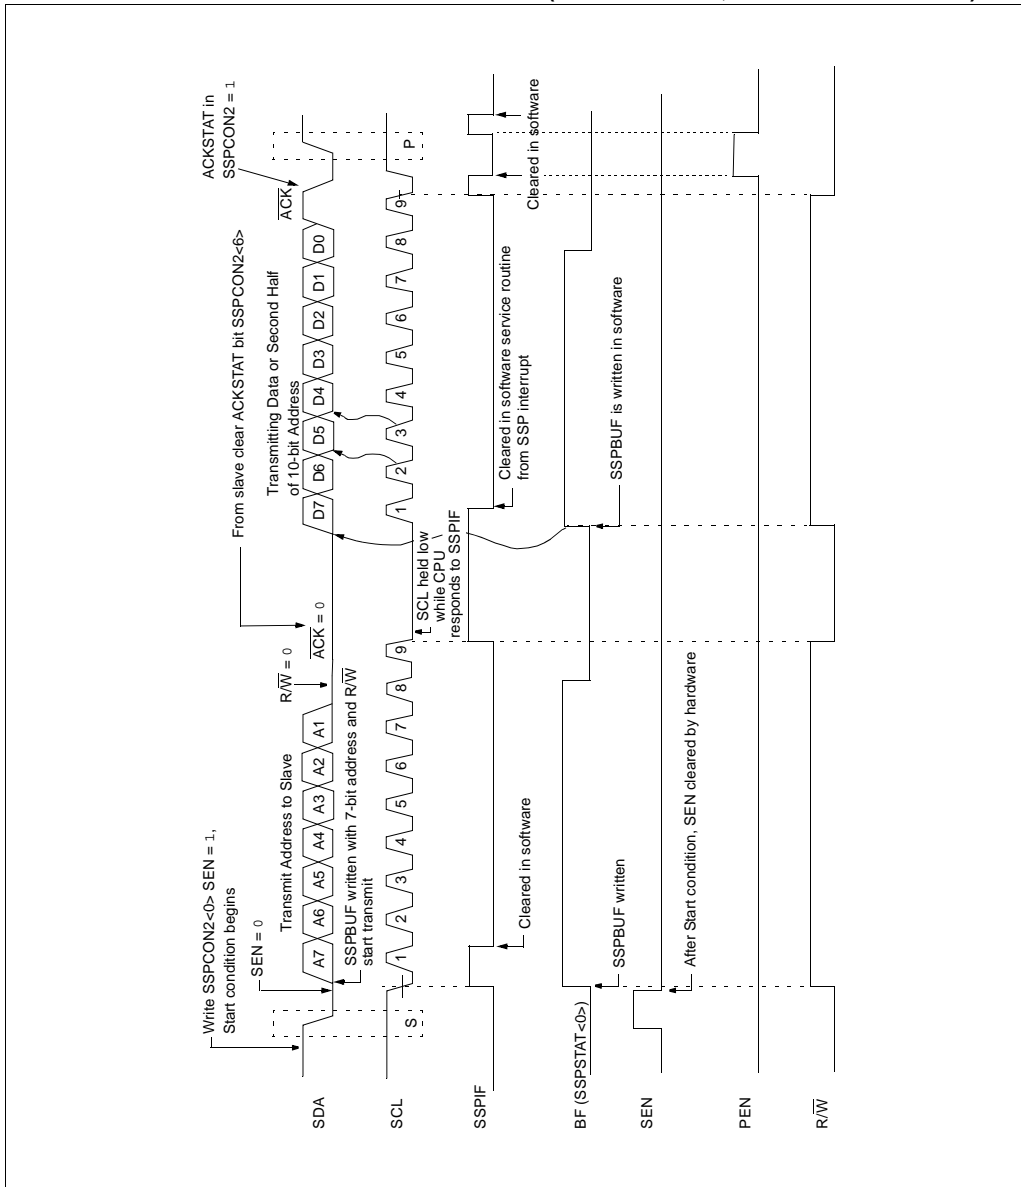 Write SSPCON2<0> SEN = 1,
Start condition begins
SEN = 0
Transmit Address to Slave
R/W = 0
ACK = 0
From slave clear ACKSTAT bit SSPCON2<6>
Transmitting Data or Second Half
of 10-bit Address
ACK
ACKSTAT in
SSPCON2 = 1
SDA
A7 A6 A5 A4 A3 A2 A1
D7 D6 D5 D4 D3 D2 D1 D0
SSPBUF written with 7-bit address and R/W
start transmit
SCL
S
1 2 3 4 5 6 7 8 9
1 2 3 4 5 6 7 8 9
P
SCL held low
while CPU
responds to SSPIF
SSPIF
Cleared in software
Cleared in software service routine
from SSP interrupt
Cleared in software
BF (SSPSTAT<0>)
SSPBUF written
SSPBUF is written in software
SEN
After Start condition, SEN cleared by hardware
PEN
R/W